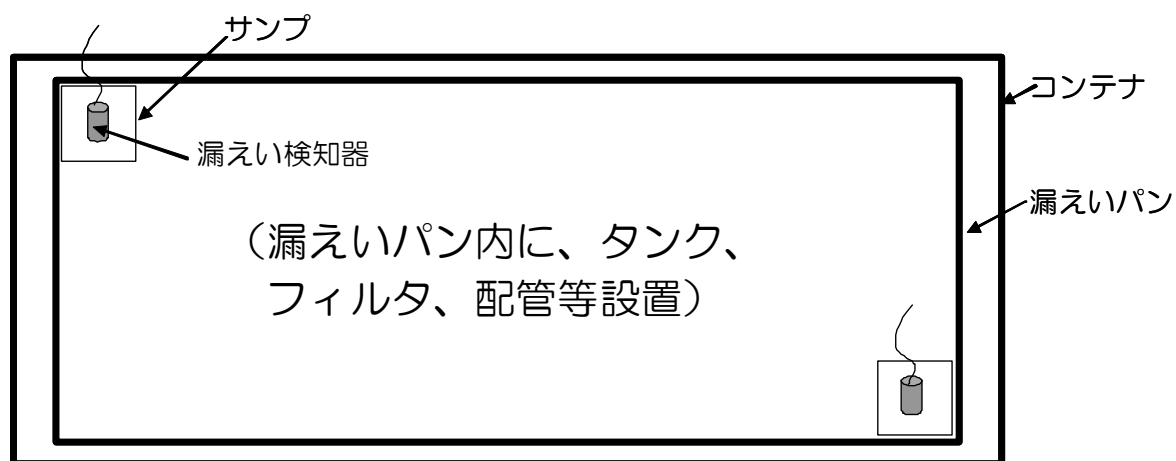 サンプ
コンテナ
漏えい検知器
漏えいパン
（漏えいパン内に、タンク、
フィルタ、配管等設置）